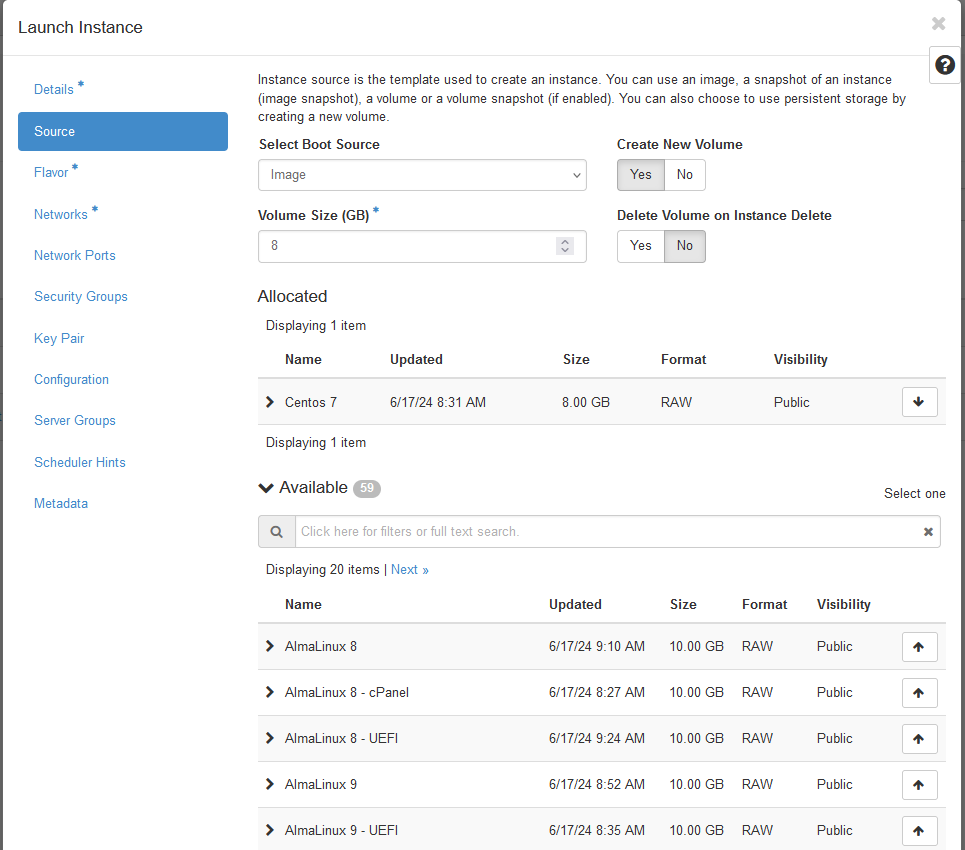 Launch Instance
✖
Details *
Source
Flavor *
Networks *
Network Ports
Security Groups
Key Pair
Configuration
Server Groups
Scheduler Hints
Metadata
?
Instance source is the template used to create an instance. You can use an image, a snapshot of an instance
(image snapshot), a volume or a volume snapshot (if enabled). You can also choose to use persistent storage by
creating a new volume.
Select Boot Source
Image
Create New Volume
Yes No
Volume Size (GB) *
8
Delete Volume on Instance Delete
Yes No
Allocated
Displaying 1 item
Name Updated Size Format Visibility
Centos 7 6/17/24 8:31 AM 8.00 GB RAW Public
Displaying 1 item
Available 59
Select one
Click here for filters or full text search.
Displaying 20 items | Next »
Name Updated Size Format Visibility
AlmaLinux 8 6/17/24 9:10 AM 10.00 GB RAW Public
AlmaLinux 8 - cPanel 6/17/24 8:27 AM 10.00 GB RAW Public
AlmaLinux 8 - UEFI 6/17/24 9:24 AM 10.00 GB RAW Public
AlmaLinux 9 6/17/24 8:52 AM 10.00 GB RAW Public
AlmaLinux 9 - UEFI 6/17/24 8:35 AM 10.00 GB RAW Public